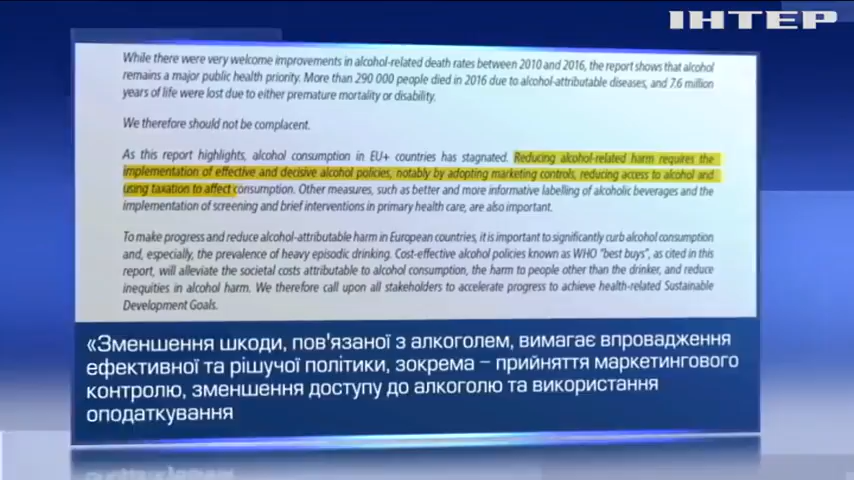 ІНТЕР
While there were very welcome improvements in alcohol-related death rates between 2010 and 2016, the report shows that alcohol
remains a major public health priority. More than 290 000 people died in 2016 due to alcohol-attributable diseases, and 7.6 million
years of life were lost due to either premature mortality or disability.
We therefore should not be complacent.
As this report highlights, alcohol consumption in EU+ countries has stagnated. Reducing alcohol-related harm requires the
implementation of effective and decisive alcohol policies, notably by adopting marketing controls, reducing access to alcohol and
using taxation to affect consumption. Other measures, such as better and more informative labelling of alcoholic beverages and the
implementation of screening and brief interventions in primary health care, are also important.
To make progress and reduce alcohol-attributable harm in European countries, it is important to significantly curb alcohol consumption
and, especially, the prevalence of heavy episodic drinking. Cost-effective alcohol policies known as WHO "best buys", as cited in this
report, will alleviate the societal costs attributable to alcohol consumption, the harm to people other than the drinker, and reduce
inequities in alcohol harm. We therefore call upon all stakeholders to accelerate progress to achieve health-related Sustainable
Development Goals.
«Зменшення шкоди, пов'язаної з алкоголем, вимагає впровадження
ефективної та рішучої політики, зокрема – прийняття маркетингового
контролю, зменшення доступу до алкоголю та використання
оподаткування